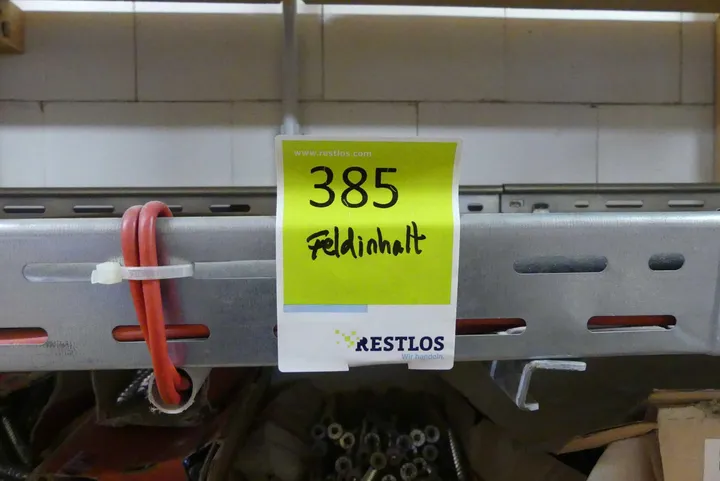 www.restlos.com
385
Feldinhalt
RESTLOS
Wir handeln.